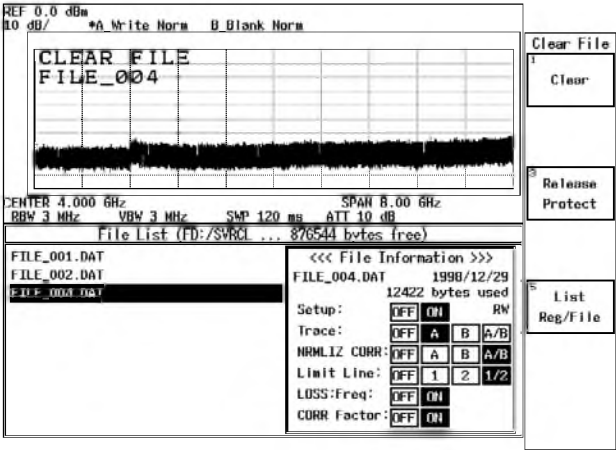 REF 0.0 dBm
10 dB/ *A_Write Norm B_Blank Norm
CLEAR FILE
FILE_004
CENTER 4.000 GHz SPAN 8.00 GHz
RBW 3 MHz VBW 3 MHz SWP 120 ms ATT 10 dB
File List (FD:/SVRCL ... 876544 bytes free)
FILE_001.DAT
FILE_002.DAT
FILE_004.DAT
<<< File Information >>>
FILE_004.DAT 1998/12/29
12422 bytes used
Setup: OFF ON RW
Trace: OFF A B A/B
NRMLIZ CORR: OFF A B A/B
Limit Line: OFF 1 2 1/2
LOSS:Freq: OFF ON
CORR Factor: OFF ON
Clear File
1
Clear
3
Release
Protect
5
List
Reg/File